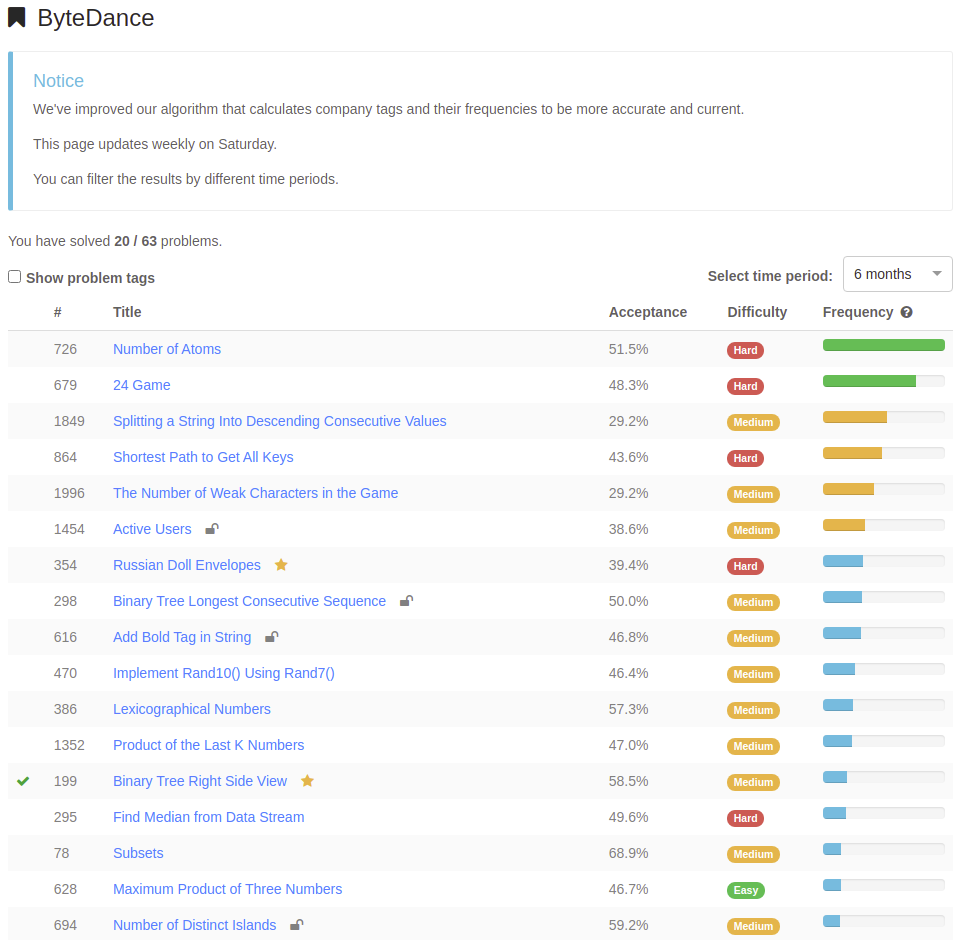 ByteDance
Notice
We've improved our algorithm that calculates company tags and their frequencies to be more accurate and current.
This page updates weekly on Saturday.
You can filter the results by different time periods.
You have solved 20 / 63 problems.
Show problem tags Select time period: 6 months
# Title Acceptance Difficulty Frequency ?
726 Number of Atoms 51.5% Hard
679 24 Game 48.3% Hard
1849 Splitting a String Into Descending Consecutive Values 29.2% Medium
864 Shortest Path to Get All Keys 43.6% Hard
1996 The Number of Weak Characters in the Game 29.2% Medium
1454 Active Users 38.6% Medium
354 Russian Doll Envelopes 39.4% Hard
298 Binary Tree Longest Consecutive Sequence 50.0% Medium
616 Add Bold Tag in String 46.8% Medium
470 Implement Rand10() Using Rand7() 46.4% Medium
386 Lexicographical Numbers 57.3% Medium
1352 Product of the Last K Numbers 47.0% Medium
199 Binary Tree Right Side View 58.5% Medium
295 Find Median from Data Stream 49.6% Hard
78 Subsets 68.9% Medium
628 Maximum Product of Three Numbers 46.7% Easy
694 Number of Distinct Islands 59.2% Medium